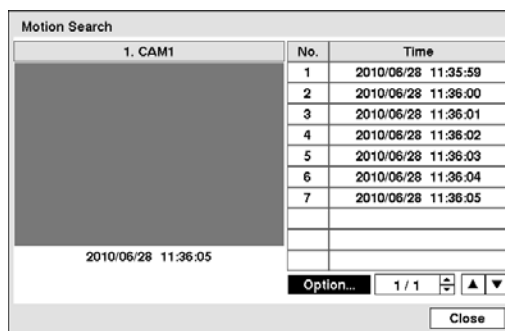 Motion Search
1. CAM1
No. Time
1 2010/06/28 11:35:59
2 2010/06/28 11:36:00
3 2010/06/28 11:36:01
4 2010/06/28 11:36:02
5 2010/06/28 11:36:03
6 2010/06/28 11:36:04
7 2010/06/28 11:36:05
2010/06/28 11:36:05
Option... 1 / 1
Close